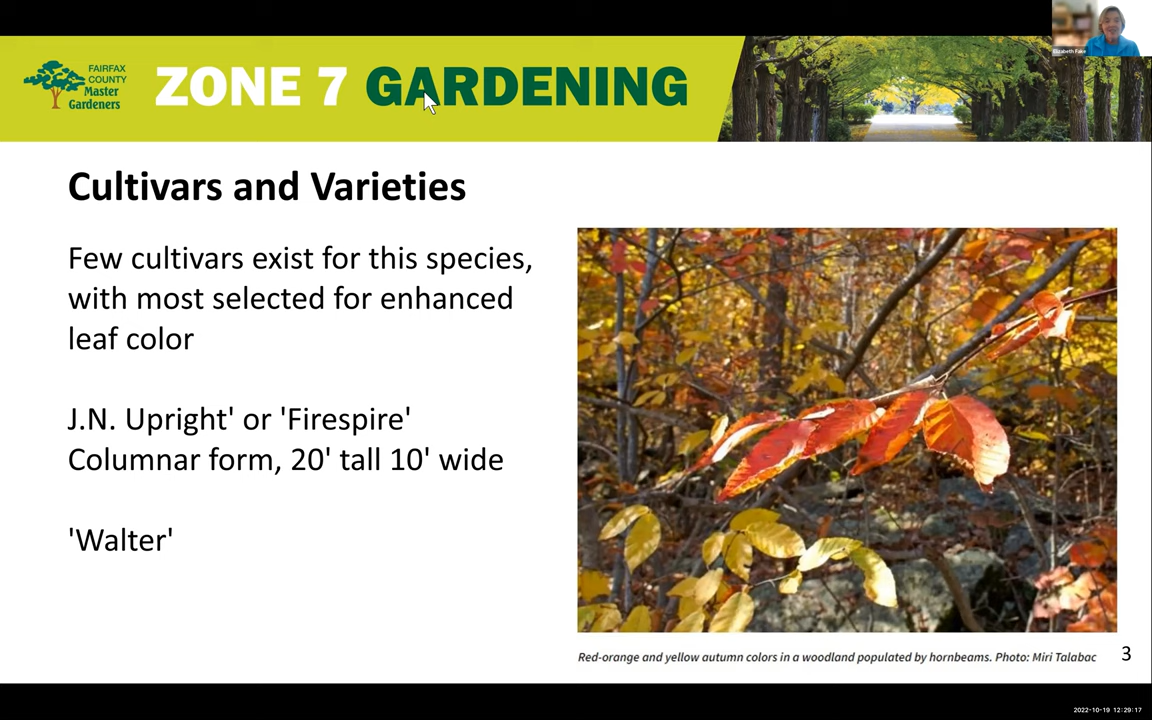 FAIRFAX
COUNTY
Master
Gardeners
ZONE 7 GARDENING
Elizabeth Fake
Cultivars and Varieties
Few cultivars exist for this species,
with most selected for enhanced
leaf color
J.N. Upright' or 'Firespire'
Columnar form, 20' tall 10' wide
'Walter'
Red-orange and yellow autumn colors in a woodland populated by hornbeams. Photo: Miri Talabac
3
2022-10-19 12:29:17